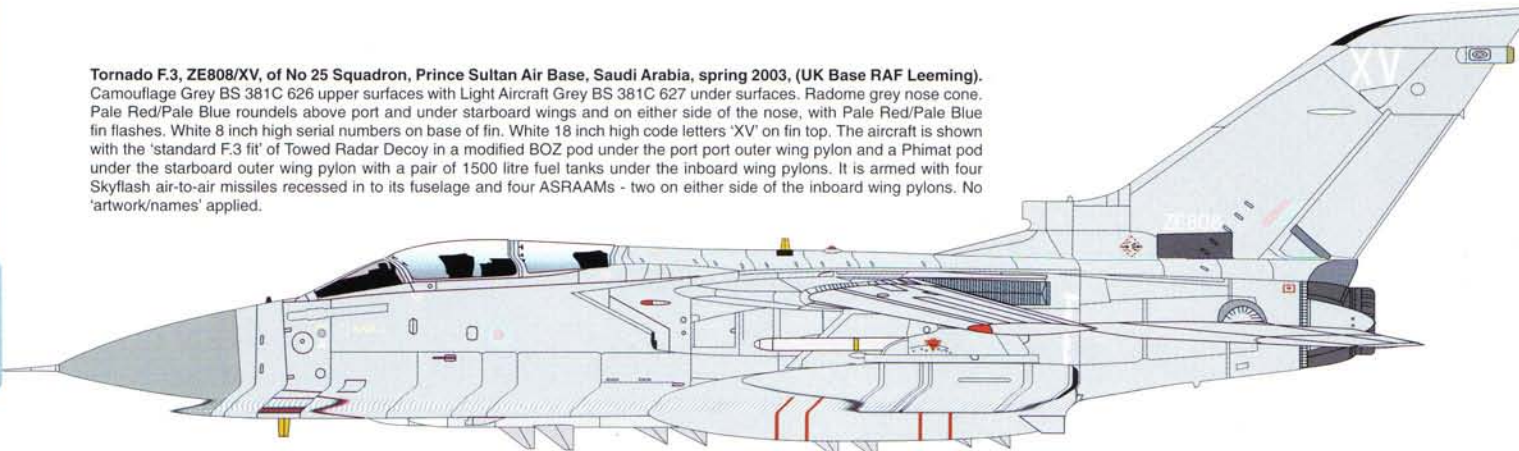 Tornado F.3, ZE808/XV, of No 25 Squadron, Prince Sultan Air Base, Saudi Arabia, spring 2003, (UK Base RAF Leeming).
Camouflage Grey BS 381C 626 upper surfaces with Light Aircraft Grey BS 381C 627 under surfaces. Radome grey nose cone.
Pale Red/Pale Blue roundels above port and under starboard wings and on either side of the nose, with Pale Red/Pale Blue
fin flashes. White 8 inch high serial numbers on base of fin. White 18 inch high code letters 'XV' on fin top. The aircraft is shown
with the 'standard F.3 fit' of Towed Radar Decoy in a modified BOZ pod under the port port outer wing pylon and a Phimat pod
under the starboard outer wing pylon with a pair of 1500 litre fuel tanks under the inboard wing pylons. It is armed with four
Skyflash air-to-air missiles recessed in to its fuselage and four ASRAAMs - two on either side of the inboard wing pylons. No
'artwork/names' applied.
XV
ZE808